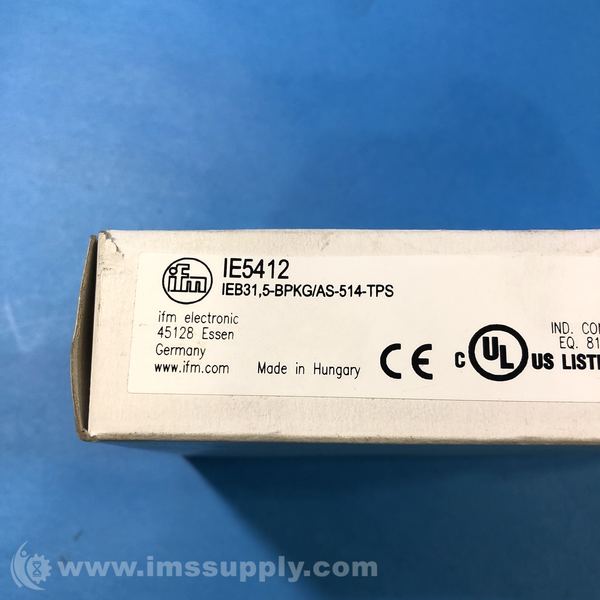 ifm
IE5412
IEB31,5-BPKG/AS-514-TPS
ifm electronic
45128 Essen
Germany
www.ifm.com
Made in Hungary
CE
C UL US LISTE
IND. CO
EQ. 81
www.imssupply.com